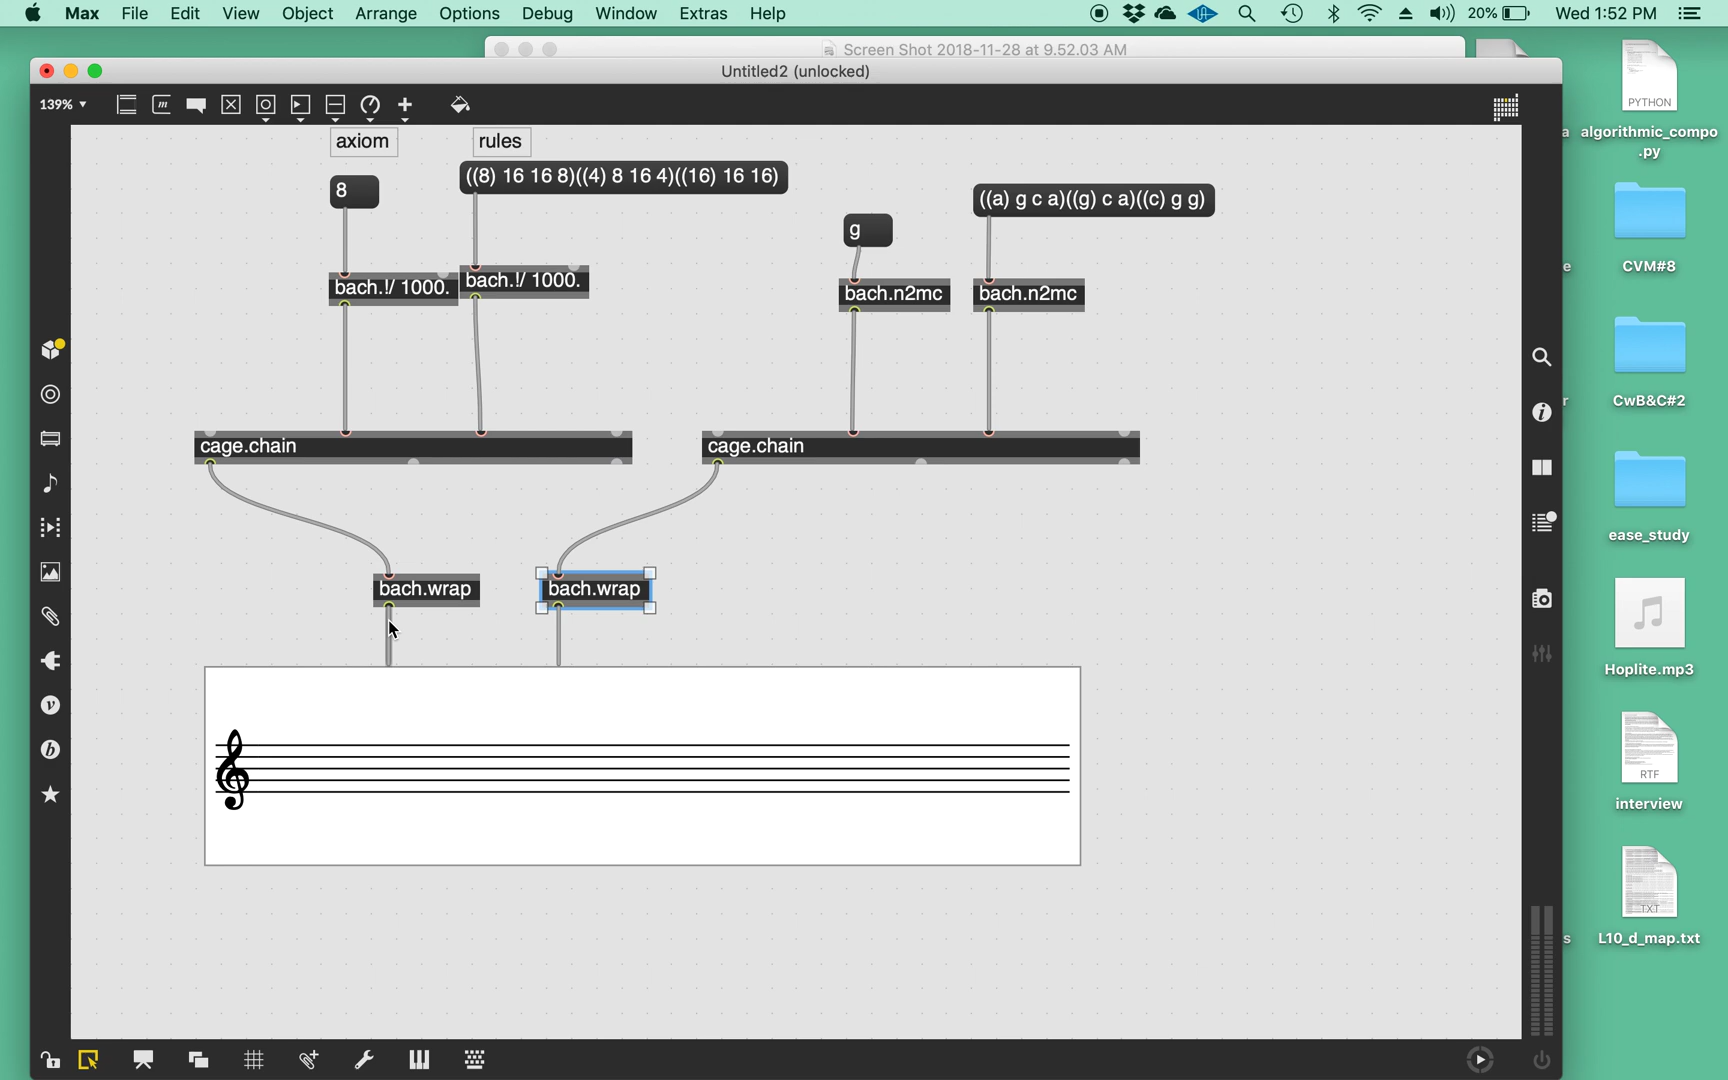 Max File Edit View Object Arrange Options Debug Window Extras Help 20% Wed 1:52 PM
Screen Shot 2018-11-28 at 9.52.03 AM
Untitled2 (unlocked)
139%
m
axiom
rules
8
((8) 16 16 8)((4) 8 16 4)((16) 16 16)
g
((a) g c a)((g) c a)((c) g g)
bach.!/ 1000.
bach.!/ 1000.
bach.n2mc
bach.n2mc
cage.chain
cage.chain
bach.wrap
bach.wrap
PYTHON
algorithmic_compo
.py
CVM#8
CwB&C#2
ease_study
Hoplite.mp3
RTF
interview
TXT
L10_d_map.txt